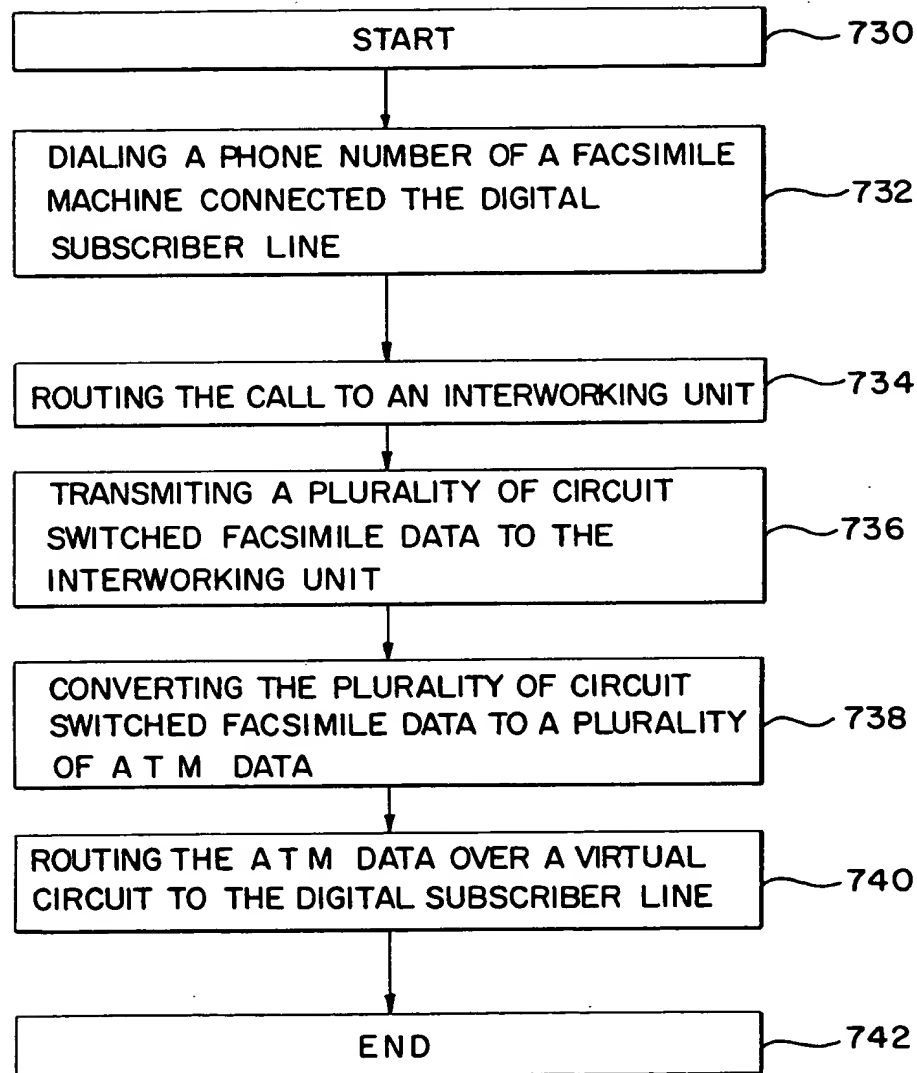 START
730
DIALING A PHONE NUMBER OF A FACSIMILE
MACHINE CONNECTED THE DIGITAL
SUBSCRIBER LINE
732
ROUTING THE CALL TO AN INTERWORKING UNIT
734
TRANSMITING A PLURALITY OF CIRCUIT
SWITCHED FACSIMILE DATA TO THE
INTERWORKING UNIT
736
CONVERTING THE PLURALITY OF CIRCUIT
SWITCHED FACSIMILE DATA TO A PLURALITY
OF A T M DATA
738
ROUTING THE A T M DATA OVER A VIRTUAL
CIRCUIT TO THE DIGITAL SUBSCRIBER LINE
740
END
742